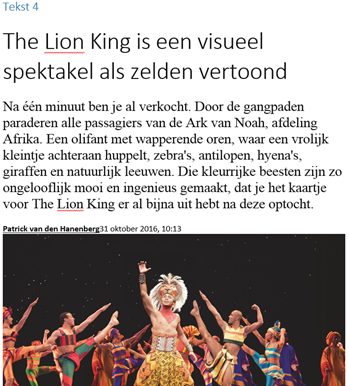 Tekst 4
The Lion King is een visueel
spektakel als zelden vertoond
Na één minuut ben je al verkocht. Door de gangpaden
paraderen alle passagiers van de Ark van Noah, afdeling
Afrika. Een olifant met wapperende oren, waar een vrolijk
kleintje achteraan huppelt, zebra's, antilopen, hyena's,
giraffen en natuurlijk leeuwen. Die kleurrijke beesten zijn zo
ongelooflijk mooi en ingenieus gemaakt, dat je het kaartje
voor The Lion King er al bijna uit hebt na deze optocht.
Patrick van den Hanenberg31 oktober 2016, 10:13